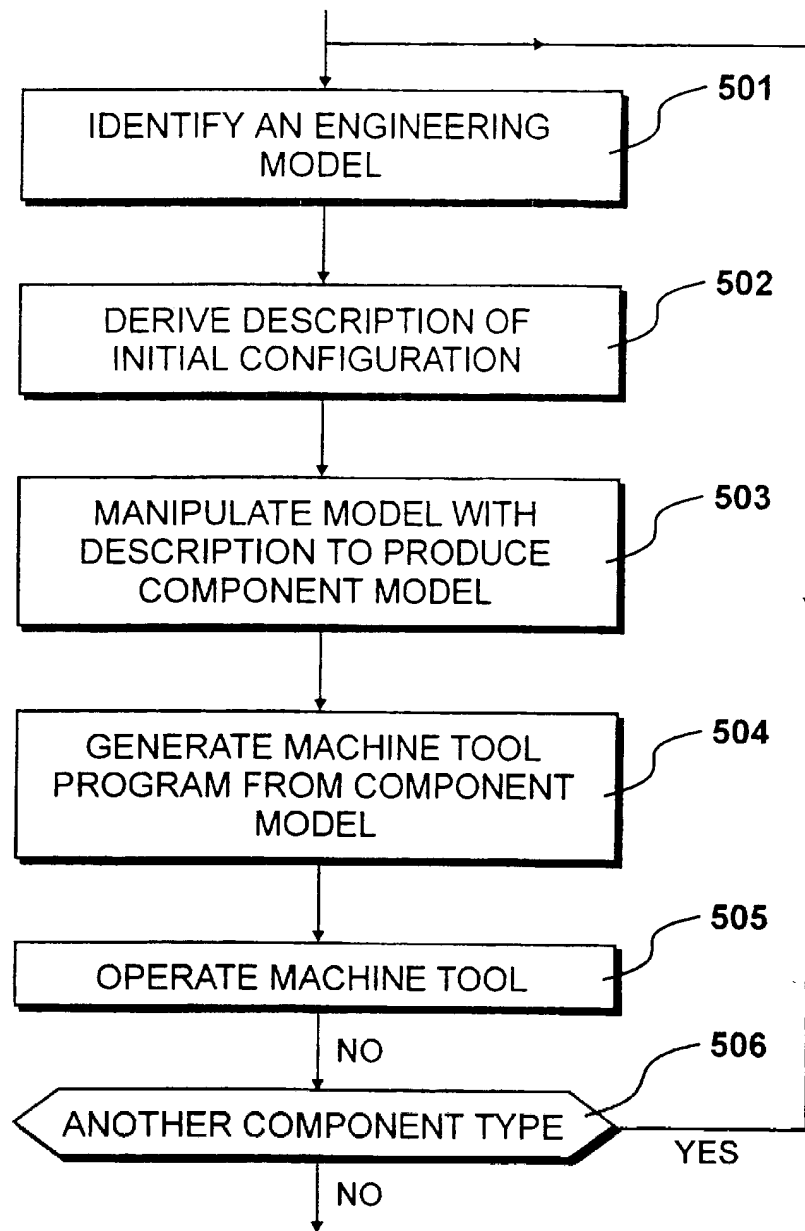 501
IDENTIFY AN ENGINEERING
MODEL
502
DERIVE DESCRIPTION OF
INITIAL CONFIGURATION
503
MANIPULATE MODEL WITH
DESCRIPTION TO PRODUCE
COMPONENT MODEL
504
GENERATE MACHINE TOOL
PROGRAM FROM COMPONENT
MODEL
505
OPERATE MACHINE TOOL
NO
506
ANOTHER COMPONENT TYPE
YES
NO